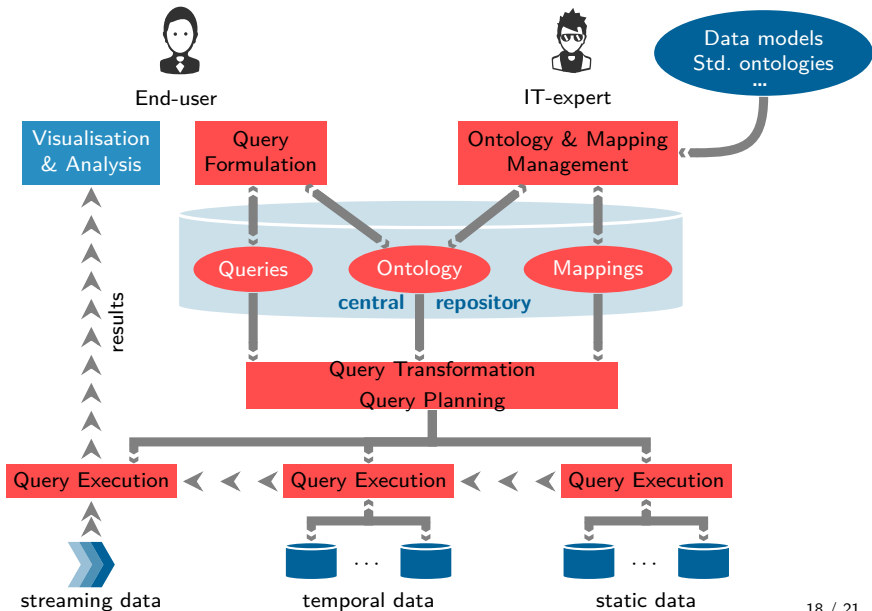 Data models
Std. ontologies
...
End-user
IT-expert
Visualisation
& Analysis
Query
Formulation
Ontology & Mapping
Management
Queries
Ontology
Mappings
central repository
results
Query Transformation
Query Planning
Query Execution
Query Execution
Query Execution
...
...
streaming data
temporal data
static data
18 / 21